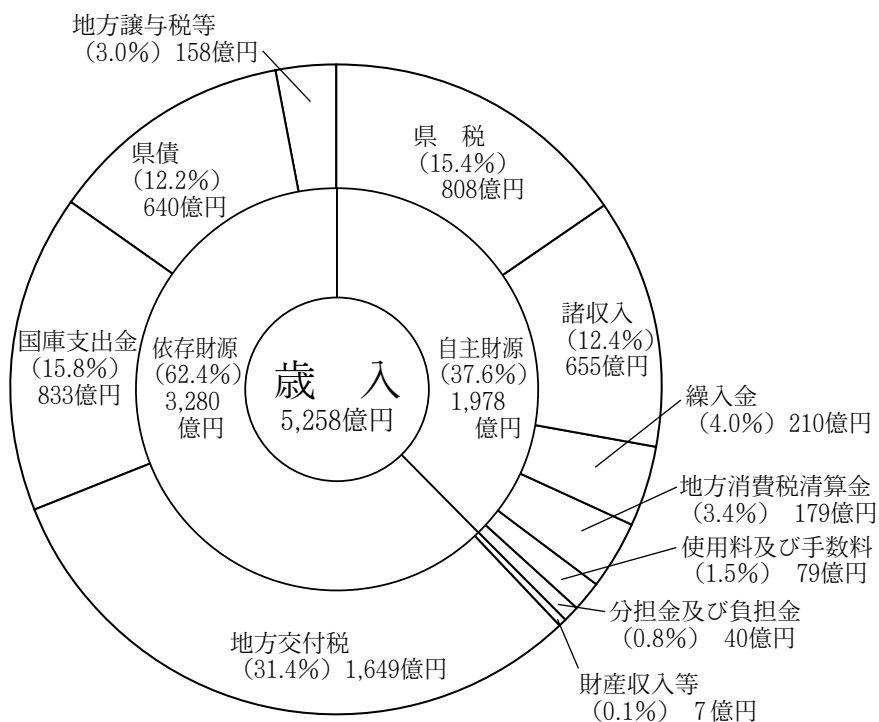 地方譲与税等
(3.0%) 158億円
県 税
(15.4%)
808億円
県債
(12.2%)
640億円
諸収入
(12.4%)
655億円
国庫支出金
(15.8%)
833億円
依存財源
(62.4%)
3,280
億円
歳 入
5,258億円
自主財源
(37.6%)
1,978
億円
繰入金
(4.0%) 210億円
地方消費税清算金
(3.4%) 179億円
使用料及び手数料
(1.5%) 79億円
分担金及び負担金
(0.8%) 40億円
財産収入等
(0.1%) 7億円
地方交付税
(31.4%) 1,649億円